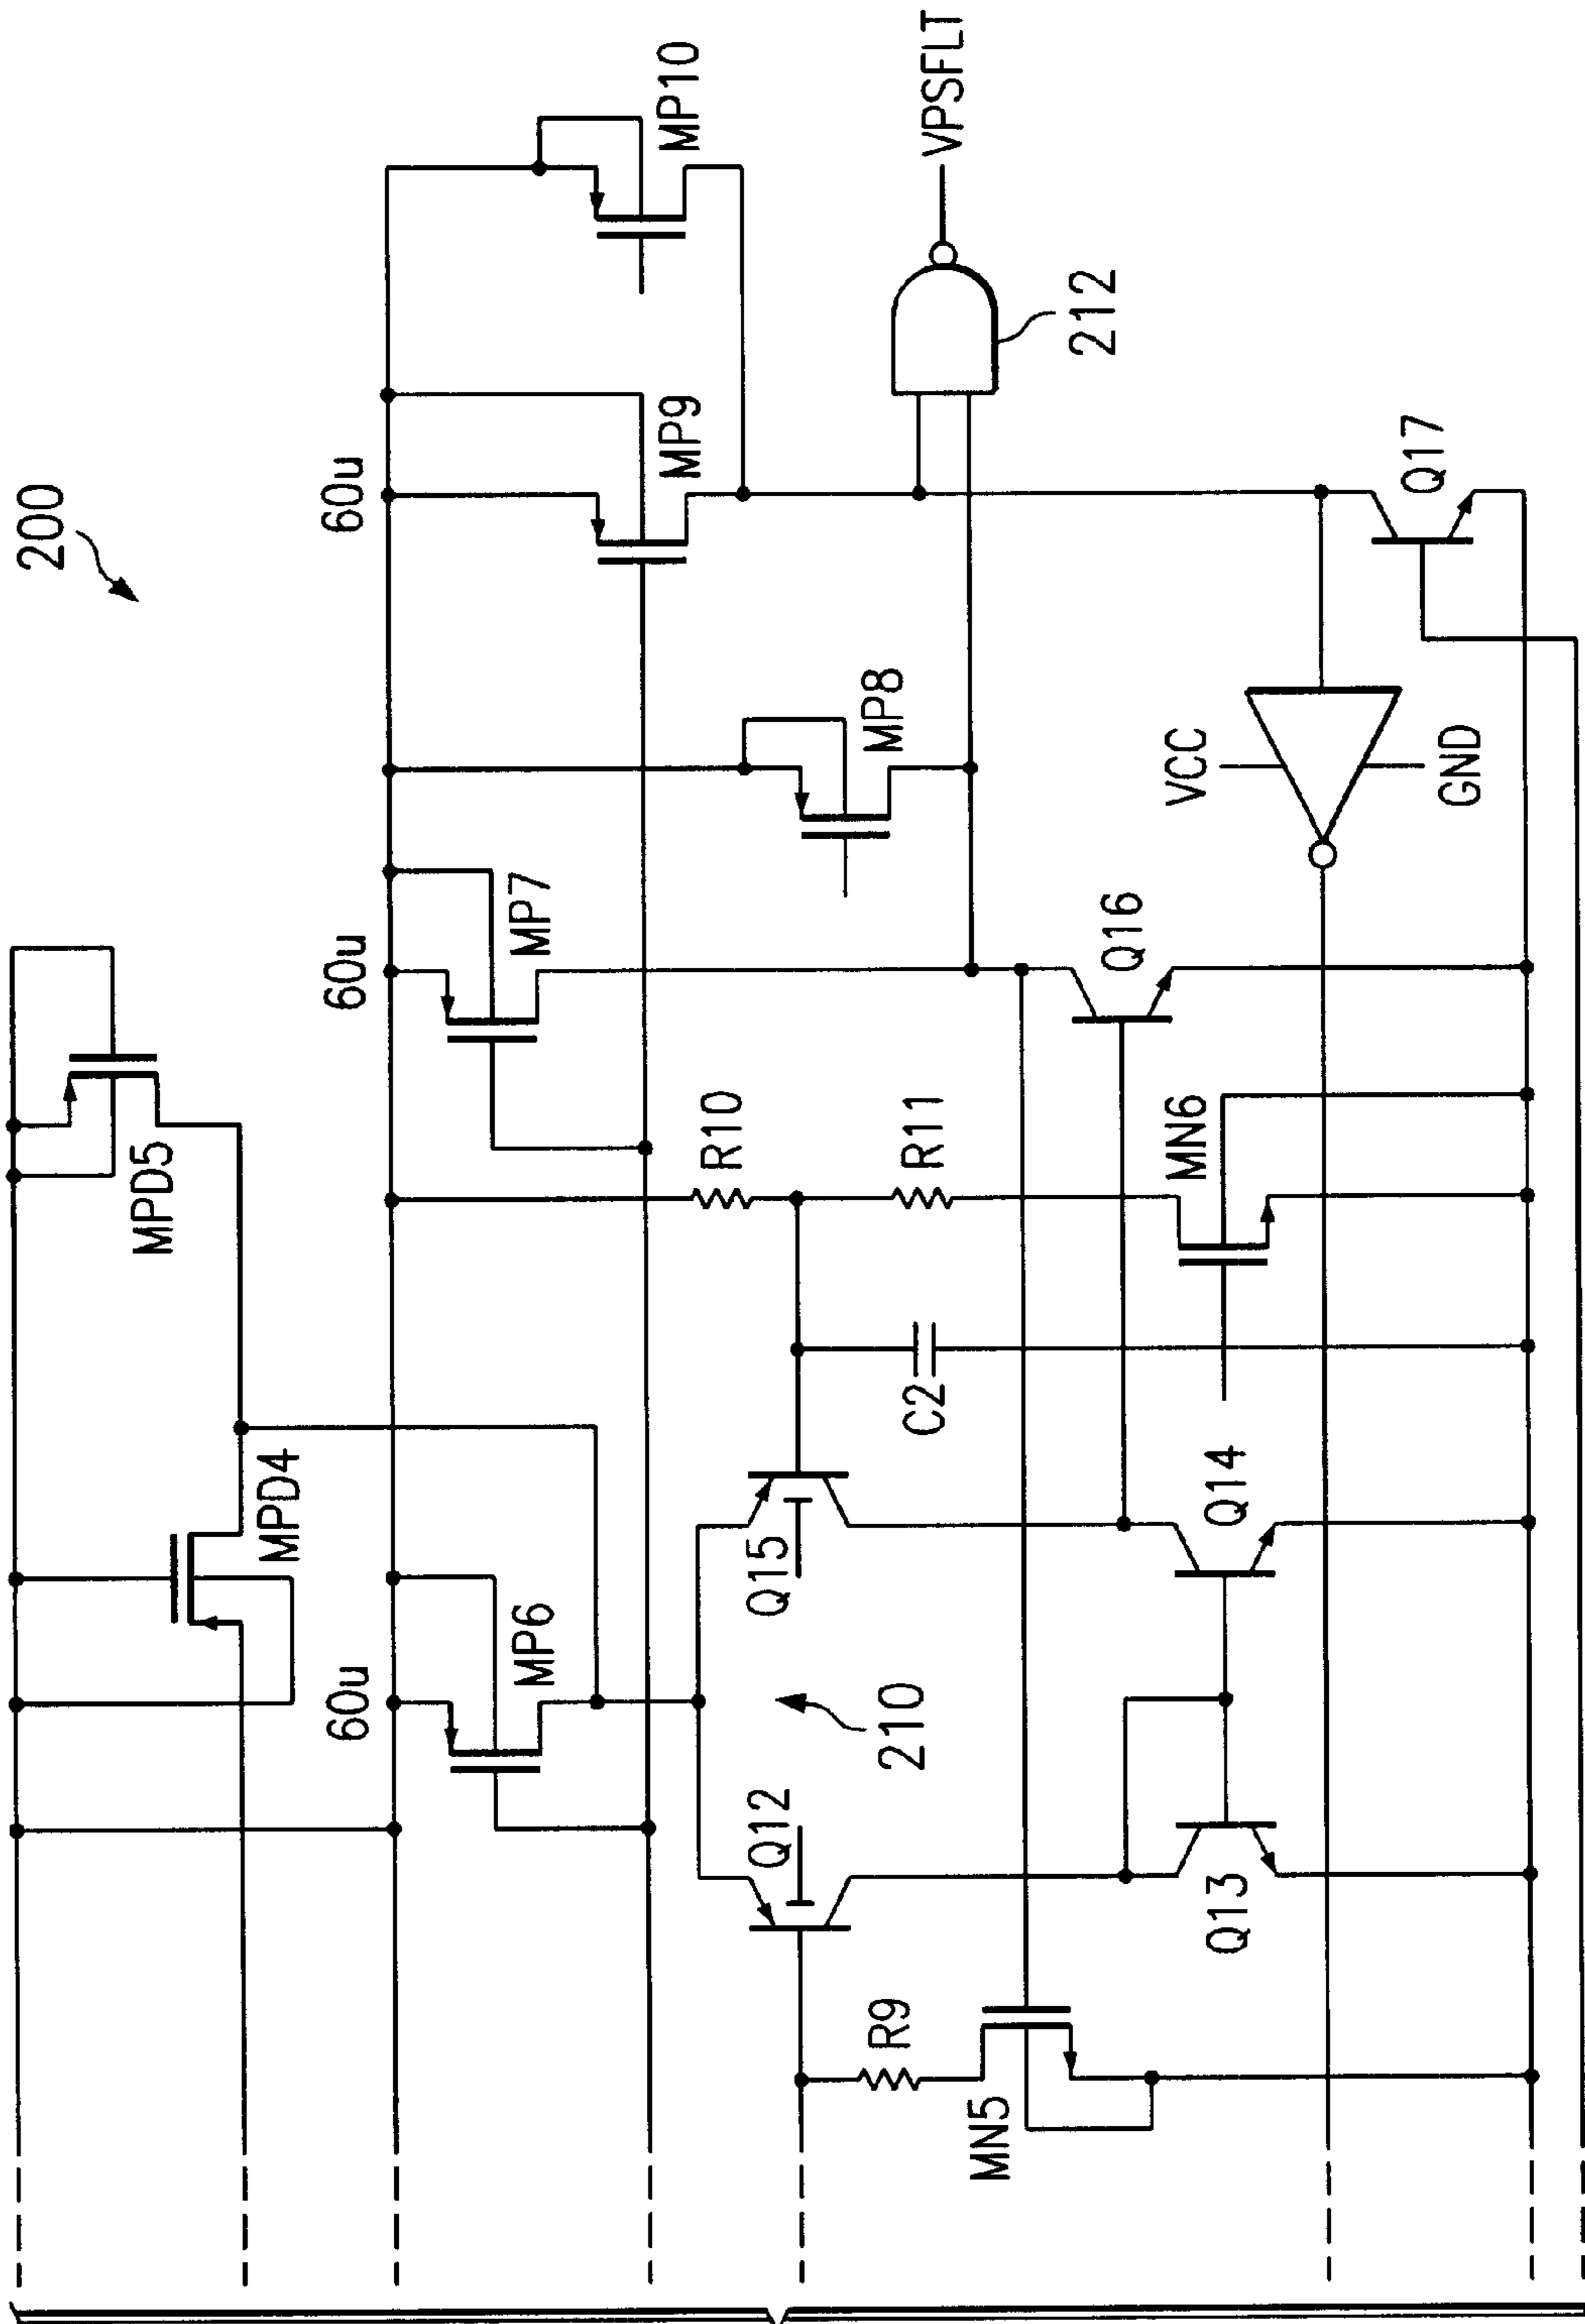 200
MPD5
MPD4
60u
60u
60u
MP10
MP9
MP7
MP6
MP8
VPSFLT
212
R10
R11
Q15
Q12
210
C2
R9
MN5
MN6
Q16
Q14
Q13
VCC
GND
Q17